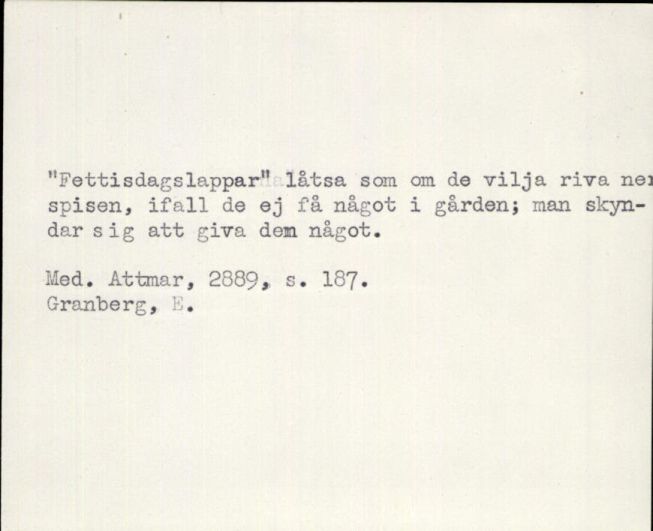 "Fettisdagslappar" låtsa som om de vilja riva ner
spisen, ifall de ej få något i gården; man skyn-
dar sig att giva dem något.
Med. Attmar, 2889, s. 187.
Granberg, E.